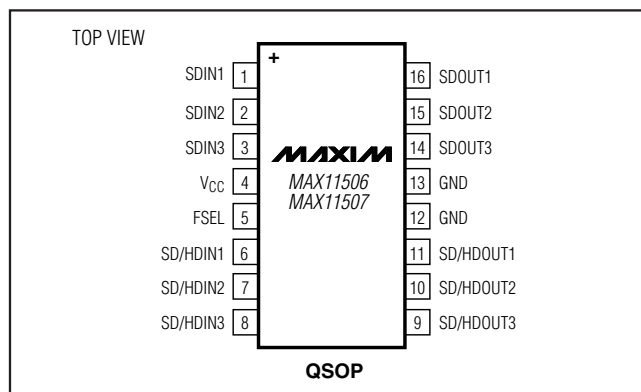 TOP VIEW
+
SDIN1 1
SDIN2 2
SDIN3 3
VCC 4
FSEL 5
SD/HDIN1 6
SD/HDIN2 7
SD/HDIN3 8
MAXIM
MAX11506
MAX11507
16 SDOUT1
15 SDOUT2
14 SDOUT3
13 GND
12 GND
11 SD/HDOUT1
10 SD/HDOUT2
9 SD/HDOUT3
QSOP